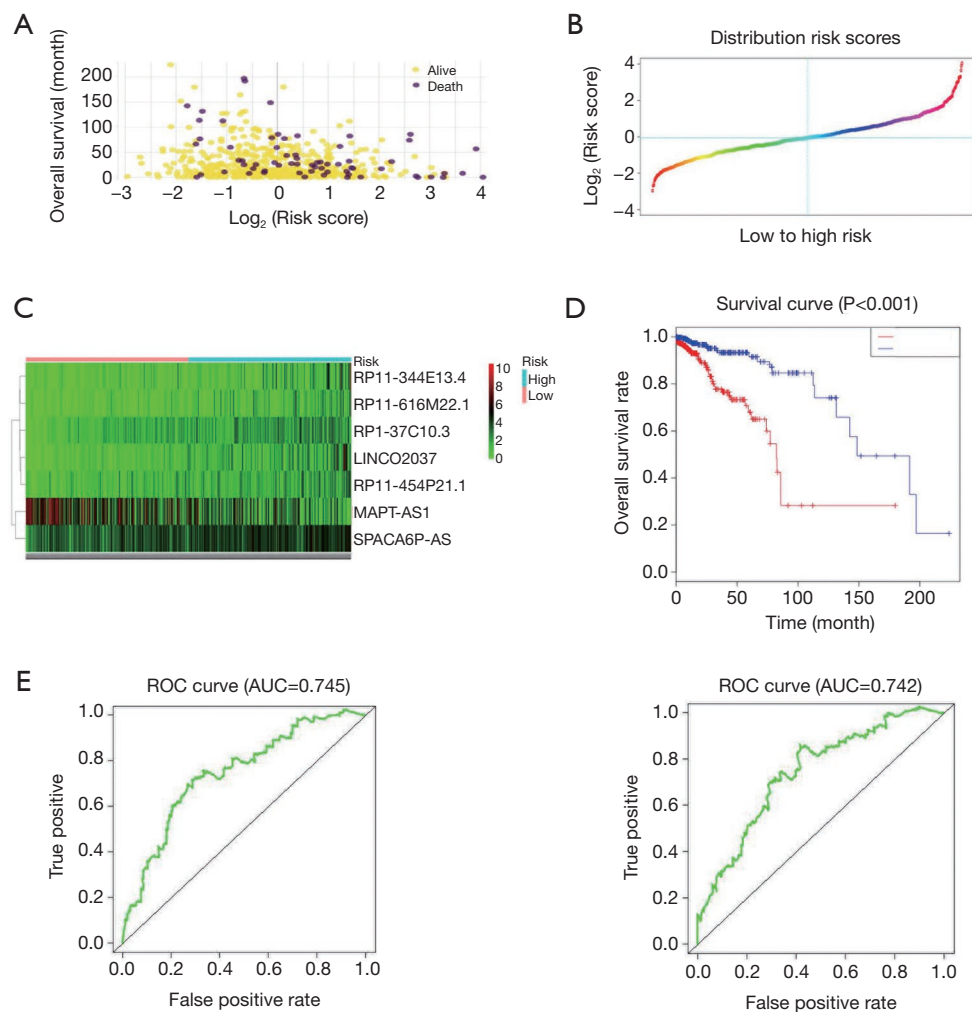 A
Overall survival (month)
200
150
100
50
0
Alive
Death
−3
−2
−1
0
1
2
3
4
Log2 (Risk score)
B
Distribution risk scores
Log2 (Risk score)
4
2
0
−2
−4
Low to high risk
C
Risk
RP11-344E13.4
RP11-616M22.1
RP1-37C10.3
LINCO2037
RP11-454P21.1
MAPT-AS1
SPACA6P-AS
10
8
6
4
2
0
Risk
High
Low
D
Survival curve (P<0.001)
Overall survival rate
1.0
0.8
0.6
0.4
0.2
0.0
0
50
100
150
200
Time (month)
E
ROC curve (AUC=0.745)
True positive
1.0
0.8
0.6
0.4
0.2
0.0
0.0
0.2
0.4
0.6
0.8
1.0
False positive rate
ROC curve (AUC=0.742)
True positive
1.0
0.8
0.6
0.4
0.2
0.0
0.0
0.2
0.4
0.6
0.8
1.0
False positive rate